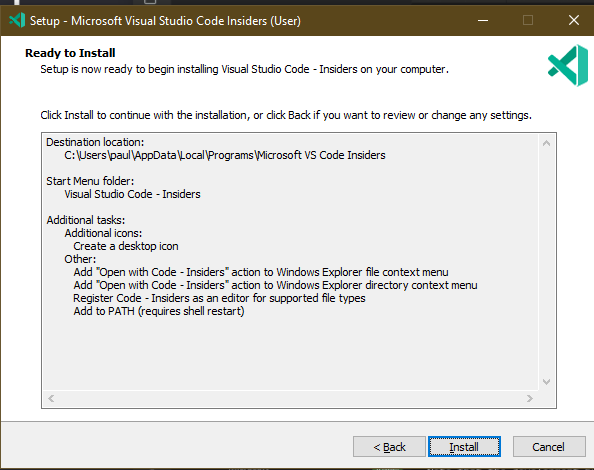 Setup - Microsoft Visual Studio Code Insiders (User)
Ready to Install
Setup is now ready to begin installing Visual Studio Code - Insiders on your computer.
Click Install to continue with the installation, or click Back if you want to review or change any settings.
Destination location:
C:\Users\paul\AppData\Local\Programs\Microsoft VS Code Insiders
Start Menu folder:
Visual Studio Code - Insiders
Additional tasks:
Additional icons:
Create a desktop icon
Other:
Add "Open with Code - Insiders" action to Windows Explorer file context menu
Add "Open with Code - Insiders" action to Windows Explorer directory context menu
Register Code - Insiders as an editor for supported file types
Add to PATH (requires shell restart)
< Back
Install
Cancel